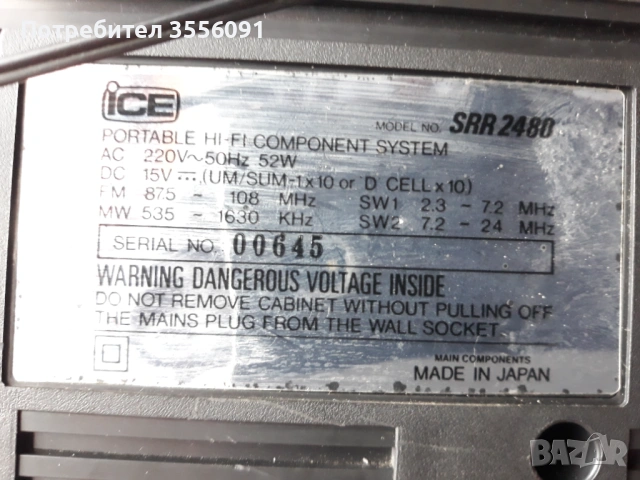 Потребител 3556091
ICE
MODEL NO. SRR 2480
PORTABLE HI-FI COMPONENT SYSTEM
AC 220V~50Hz 52W
DC 15V ⎓ (UM/SUM-1x10 or D CELL x 10)
FM 87.5 - 108 MHz SW1 2.3 - 7.2 MHz
MW 535 - 1630 KHz SW2 7.2 - 24 MHz
SERIAL NO. 00645
WARNING DANGEROUS VOLTAGE INSIDE
DO NOT REMOVE CABINET WITHOUT PULLING OFF
THE MAINS PLUG FROM THE WALL SOCKET.
MAIN COMPONENTS
MADE IN JAPAN
BAZAR